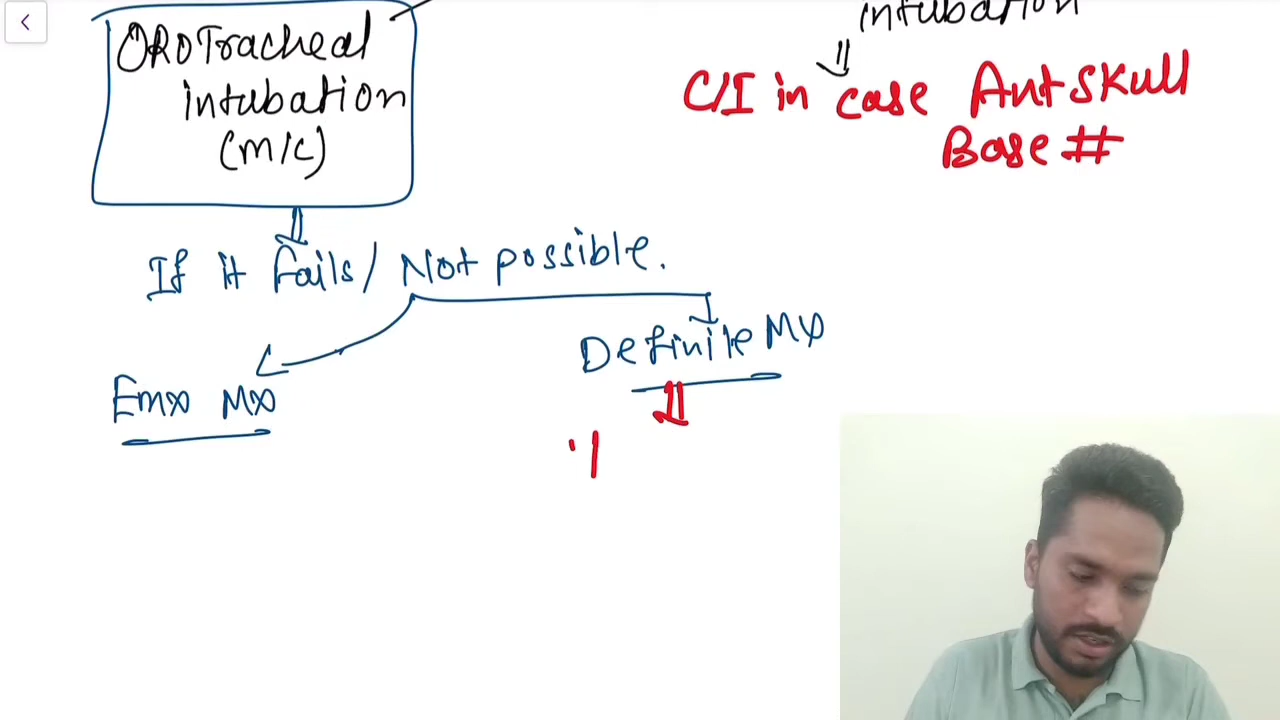 OROTracheal
intubation
(m/c)
intubation
C/I in case Ant Skull
Base #
If it fails/ Not possible.
Definite Mx
Emx Mx